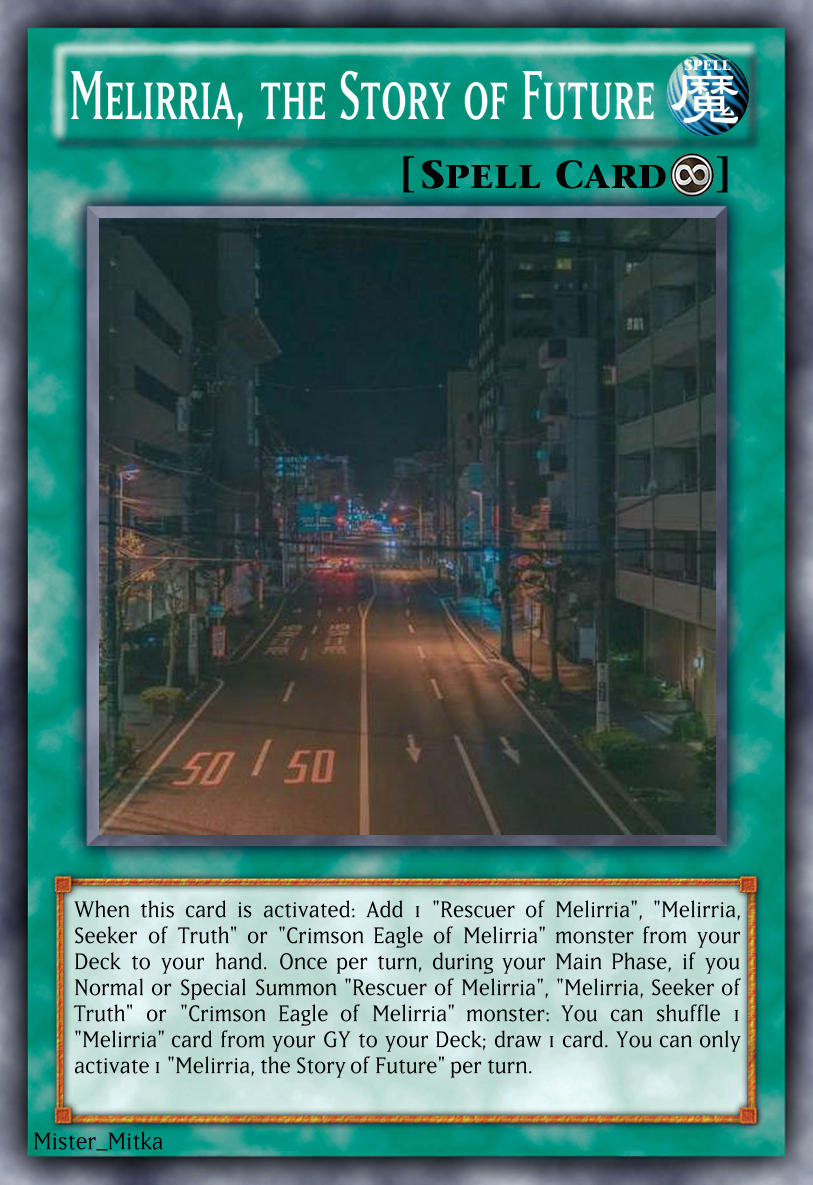 MELIRRIA, THE STORY OF FUTURE
SPELL
魔
[SPELL CARD∞]
50 50
When this card is activated: Add 1 "Rescuer of Melirria", "Melirria,
Seeker of Truth" or "Crimson Eagle of Melirria" monster from your
Deck to your hand. Once per turn, during your Main Phase, if you
Normal or Special Summon "Rescuer of Melirria", "Melirria, Seeker of
Truth" or "Crimson Eagle of Melirria" monster: You can shuffle 1
"Melirria" card from your GY to your Deck; draw 1 card. You can only
activate 1 "Melirria, the Story of Future" per turn.
Mister_Mitka